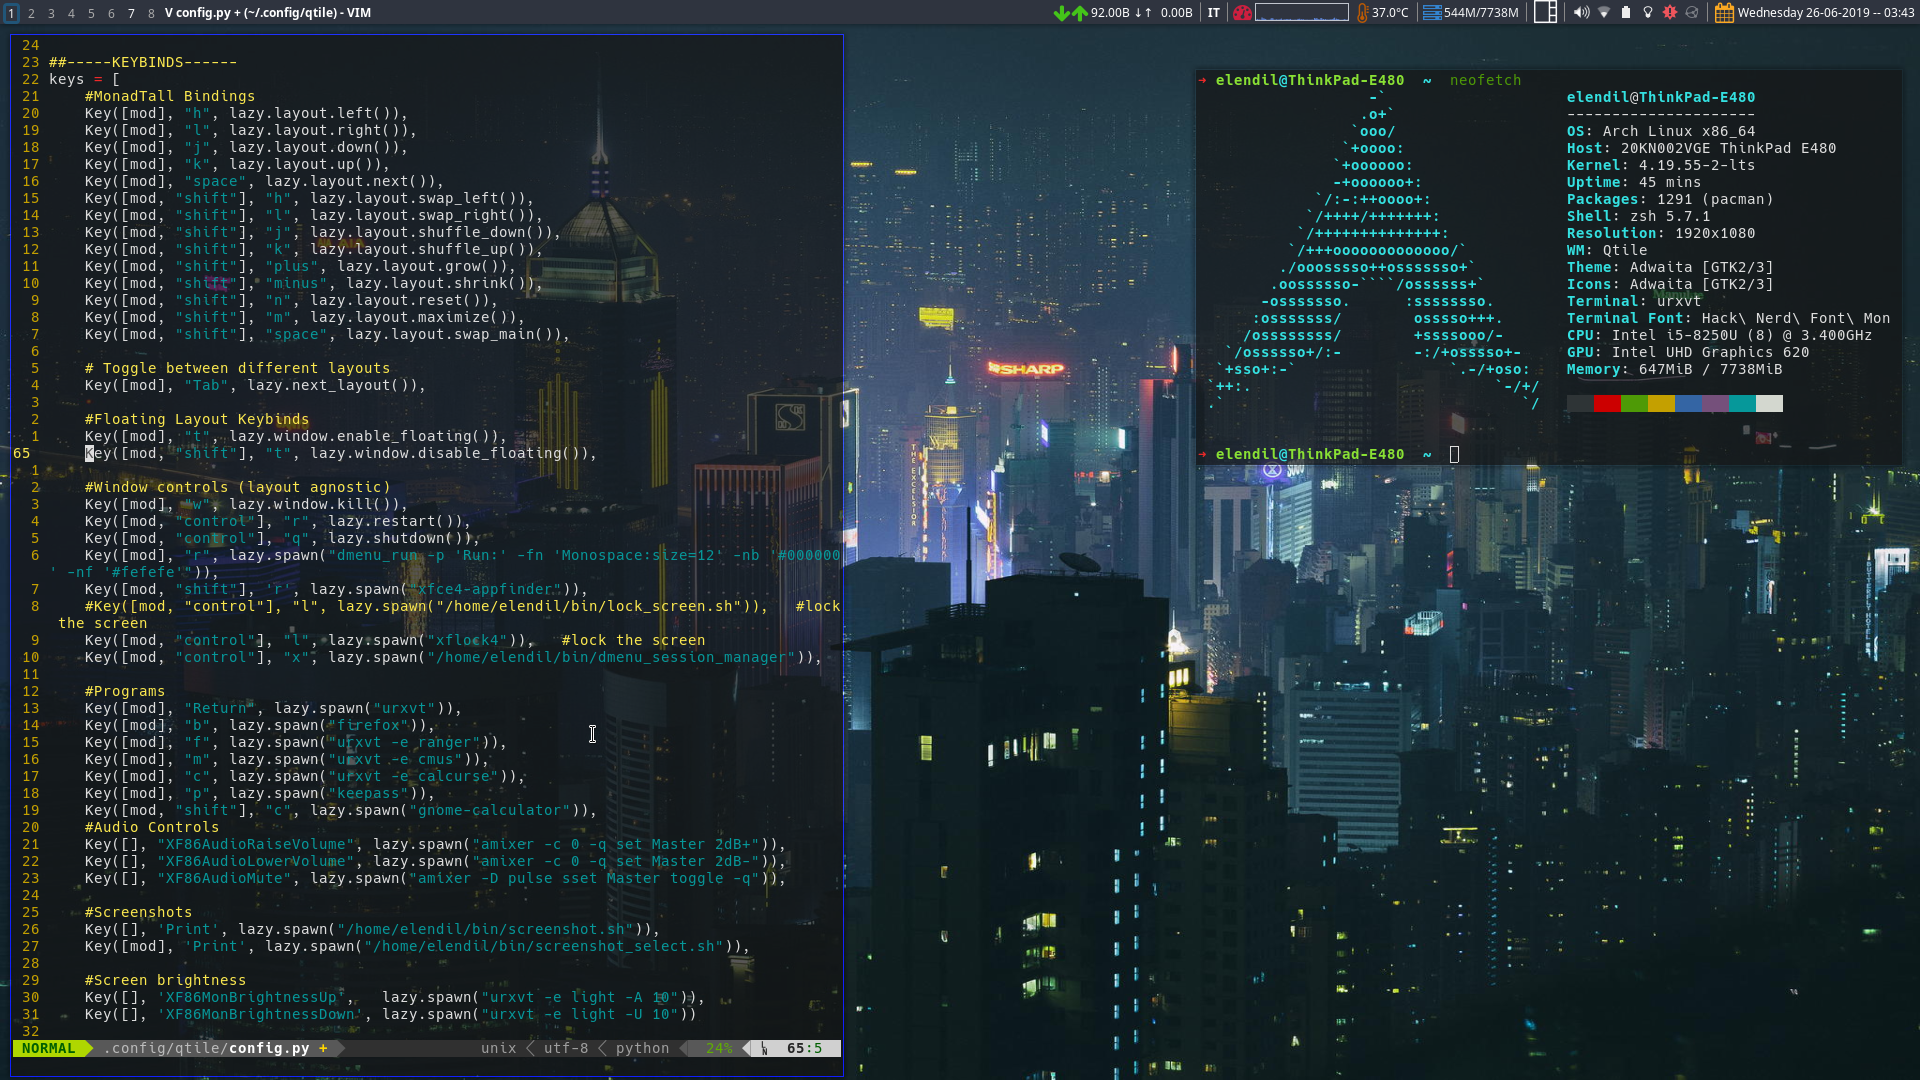 1 2 3 4 5 6 7 8 V config.py + (~/.config/qtile) - VIM
92.00B ↓↑ 0.00B IT 37.0°C 544M/7738M Wednesday 26-06-2019 -- 03:43
24
23 ##-----KEYBINDS------
22 keys = [
21     #MonadTall Bindings
20     Key([mod], "h", lazy.layout.left()),
19     Key([mod], "l", lazy.layout.right()),
18     Key([mod], "j", lazy.layout.down()),
17     Key([mod], "k", lazy.layout.up()),
16     Key([mod], "space", lazy.layout.next()),
15     Key([mod, "shift"], "h", lazy.layout.swap_left()),
14     Key([mod, "shift"], "l", lazy.layout.swap_right()),
13     Key([mod, "shift"], "j", lazy.layout.shuffle_down()),
12     Key([mod, "shift"], "k", lazy.layout.shuffle_up()),
11     Key([mod, "shift"], "plus", lazy.layout.grow()),
10     Key([mod, "shift"], "minus", lazy.layout.shrink()),
9     Key([mod, "shift"], "n", lazy.layout.reset()),
8     Key([mod, "shift"], "m", lazy.layout.maximize()),
7     Key([mod, "shift"], "space", lazy.layout.swap_main()),
6
5     # Toggle between different layouts
4     Key([mod], "Tab", lazy.next_layout()),
3
2     #Floating Layout Keybinds
1     Key([mod], "t", lazy.window.enable_floating()),
65     Key([mod, "shift"], "t", lazy.window.disable_floating()),
1
2     #Window controls (layout agnostic)
3     Key([mod], "w", lazy.window.kill()),
4     Key([mod, "control"], "r", lazy.restart()),
5     Key([mod, "control"], "q", lazy.shutdown()),
6     Key([mod], "r", lazy.spawn("dmenu_run -p 'Run:' -fn 'Monospace:size=12' -nb '#000000
' -nf '#fefefe'")),
7     Key([mod, "shift"], 'r', lazy.spawn("xfce4-appfinder")),
8     #Key([mod, "control"], "l", lazy.spawn("/home/elendil/bin/lock_screen.sh")),   #lock
the screen
9     Key([mod, "control"], "l", lazy.spawn("xflock4")),   #lock the screen
10     Key([mod, "control"], "x", lazy.spawn("/home/elendil/bin/dmenu_session_manager")),
11
12     #Programs
13     Key([mod], "Return", lazy.spawn("urxvt")),
14     Key([mod], "b", lazy.spawn("firefox")),
15     Key([mod], "f", lazy.spawn("urxvt -e ranger")),
16     Key([mod], "m", lazy.spawn("urxvt -e cmus")),
17     Key([mod], "c", lazy.spawn("urxvt -e calcurse")),
18     Key([mod], "p", lazy.spawn("keepass")),
19     Key([mod, "shift"], "c", lazy.spawn("gnome-calculator")),
20     #Audio Controls
21     Key([], "XF86AudioRaiseVolume", lazy.spawn("amixer -c 0 -q set Master 2dB+")),
22     Key([], "XF86AudioLowerVolume", lazy.spawn("amixer -c 0 -q set Master 2dB-")),
23     Key([], "XF86AudioMute", lazy.spawn("amixer -D pulse sset Master toggle -q")),
24
25     #Screenshots
26     Key([], 'Print', lazy.spawn("/home/elendil/bin/screenshot.sh")),
27     Key([mod], 'Print', lazy.spawn("/home/elendil/bin/screenshot_select.sh")),
28
29     #Screen brightness
30     Key([], 'XF86MonBrightnessUp',   lazy.spawn("urxvt -e light -A 10")),
31     Key([], 'XF86MonBrightnessDown', lazy.spawn("urxvt -e light -U 10"))
32
NORMAL .config/qtile/config.py + unix utf-8 python 24% 65:5
→ elendil@ThinkPad-E480 ~ neofetch
elendil@ThinkPad-E480
---------------------
OS: Arch Linux x86_64
Host: 20KN002VGE ThinkPad E480
Kernel: 4.19.55-2-lts
Uptime: 45 mins
Packages: 1291 (pacman)
Shell: zsh 5.7.1
Resolution: 1920x1080
WM: Qtile
Theme: Adwaita [GTK2/3]
Icons: Adwaita [GTK2/3]
Terminal: urxvt
Terminal Font: Hack\ Nerd\ Font\ Mon
CPU: Intel i5-8250U (8) @ 3.400GHz
GPU: Intel UHD Graphics 620
Memory: 647MiB / 7738MiB
→ elendil@ThinkPad-E480 ~
SHARP
THE EXCELSIOR